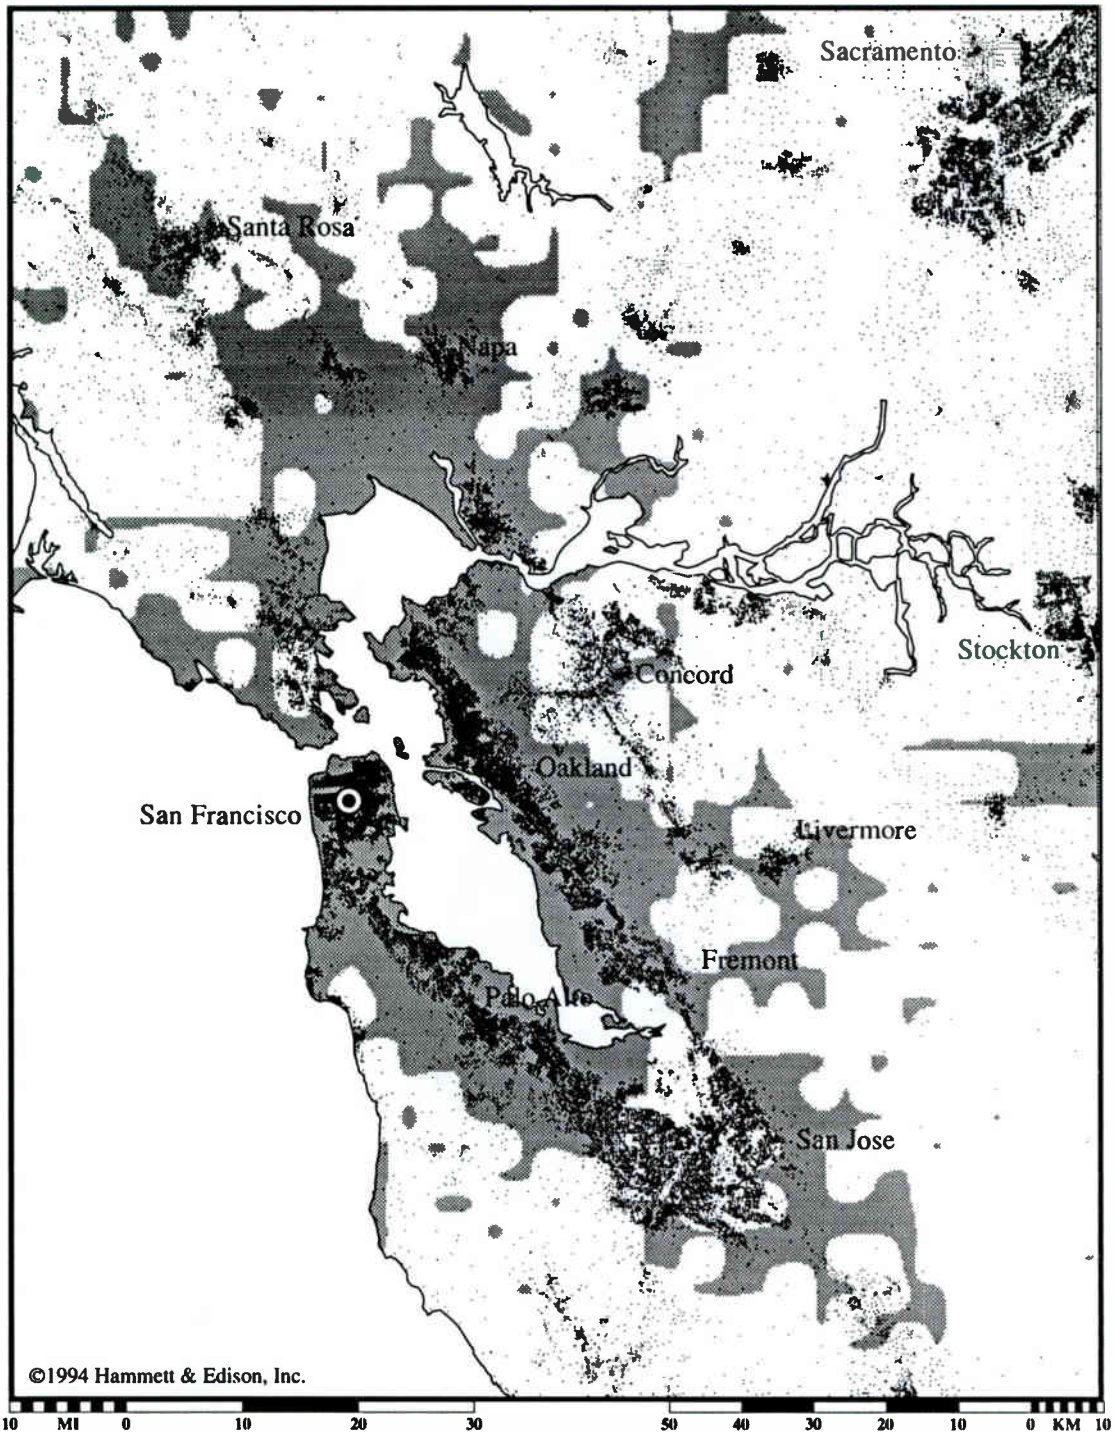 Sacramento
Santa Rosa
Napa
Stockton
Concord
Oakland
San Francisco
Livermore
Fremont
Palo Alto
San Jose
©1994 Hammett & Edison, Inc.
10 MI 0 10 20 30 50 40 30 20 10 0 KM 10